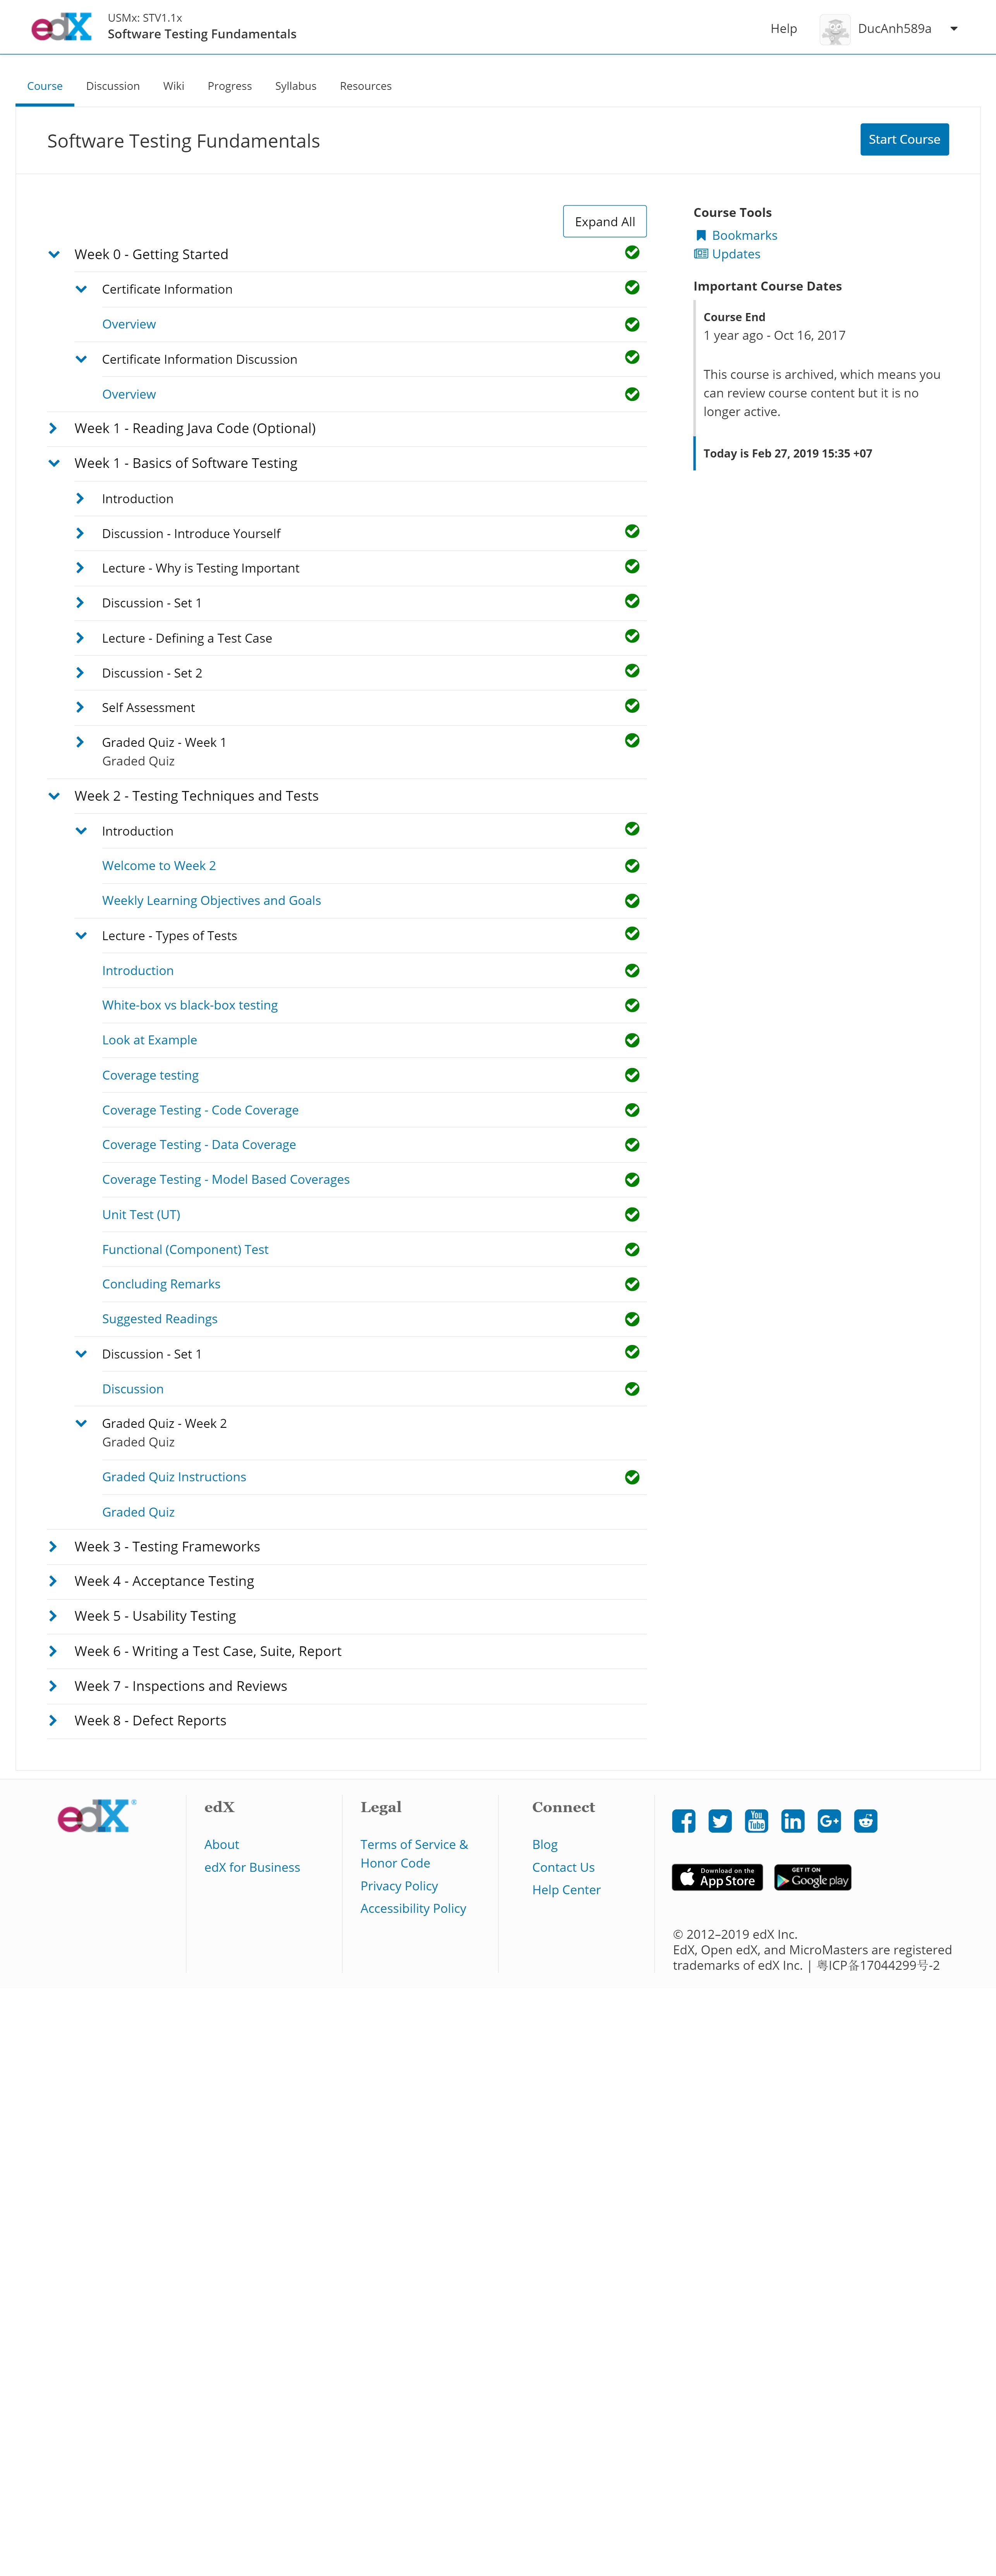 edX
USMx: STV1.1x
Software Testing Fundamentals
Help
DucAnh589a
Course
Discussion
Wiki
Progress
Syllabus
Resources
Software Testing Fundamentals
Start Course
Expand All
Week 0 - Getting Started
Certificate Information
Overview
Certificate Information Discussion
Overview
Week 1 - Reading Java Code (Optional)
Week 1 - Basics of Software Testing
Introduction
Discussion - Introduce Yourself
Lecture - Why is Testing Important
Discussion - Set 1
Lecture - Defining a Test Case
Discussion - Set 2
Self Assessment
Graded Quiz - Week 1
Graded Quiz
Week 2 - Testing Techniques and Tests
Introduction
Welcome to Week 2
Weekly Learning Objectives and Goals
Lecture - Types of Tests
Introduction
White-box vs black-box testing
Look at Example
Coverage testing
Coverage Testing - Code Coverage
Coverage Testing - Data Coverage
Coverage Testing - Model Based Coverages
Unit Test (UT)
Functional (Component) Test
Concluding Remarks
Suggested Readings
Discussion - Set 1
Discussion
Graded Quiz - Week 2
Graded Quiz
Graded Quiz Instructions
Graded Quiz
Week 3 - Testing Frameworks
Week 4 - Acceptance Testing
Week 5 - Usability Testing
Week 6 - Writing a Test Case, Suite, Report
Week 7 - Inspections and Reviews
Week 8 - Defect Reports
Course Tools
Bookmarks
Updates
Important Course Dates
Course End
1 year ago - Oct 16, 2017
This course is archived, which means you
can review course content but it is no
longer active.
Today is Feb 27, 2019 15:35 +07
edX®
edX
About
edX for Business
Legal
Terms of Service &
Honor Code
Privacy Policy
Accessibility Policy
Connect
Blog
Contact Us
Help Center
You
Tube
in
G+
Download on the
App Store
GET IT ON
Google play
© 2012–2019 edX Inc.
EdX, Open edX, and MicroMasters are registered
trademarks of edX Inc. | 粤ICP备17044299号-2